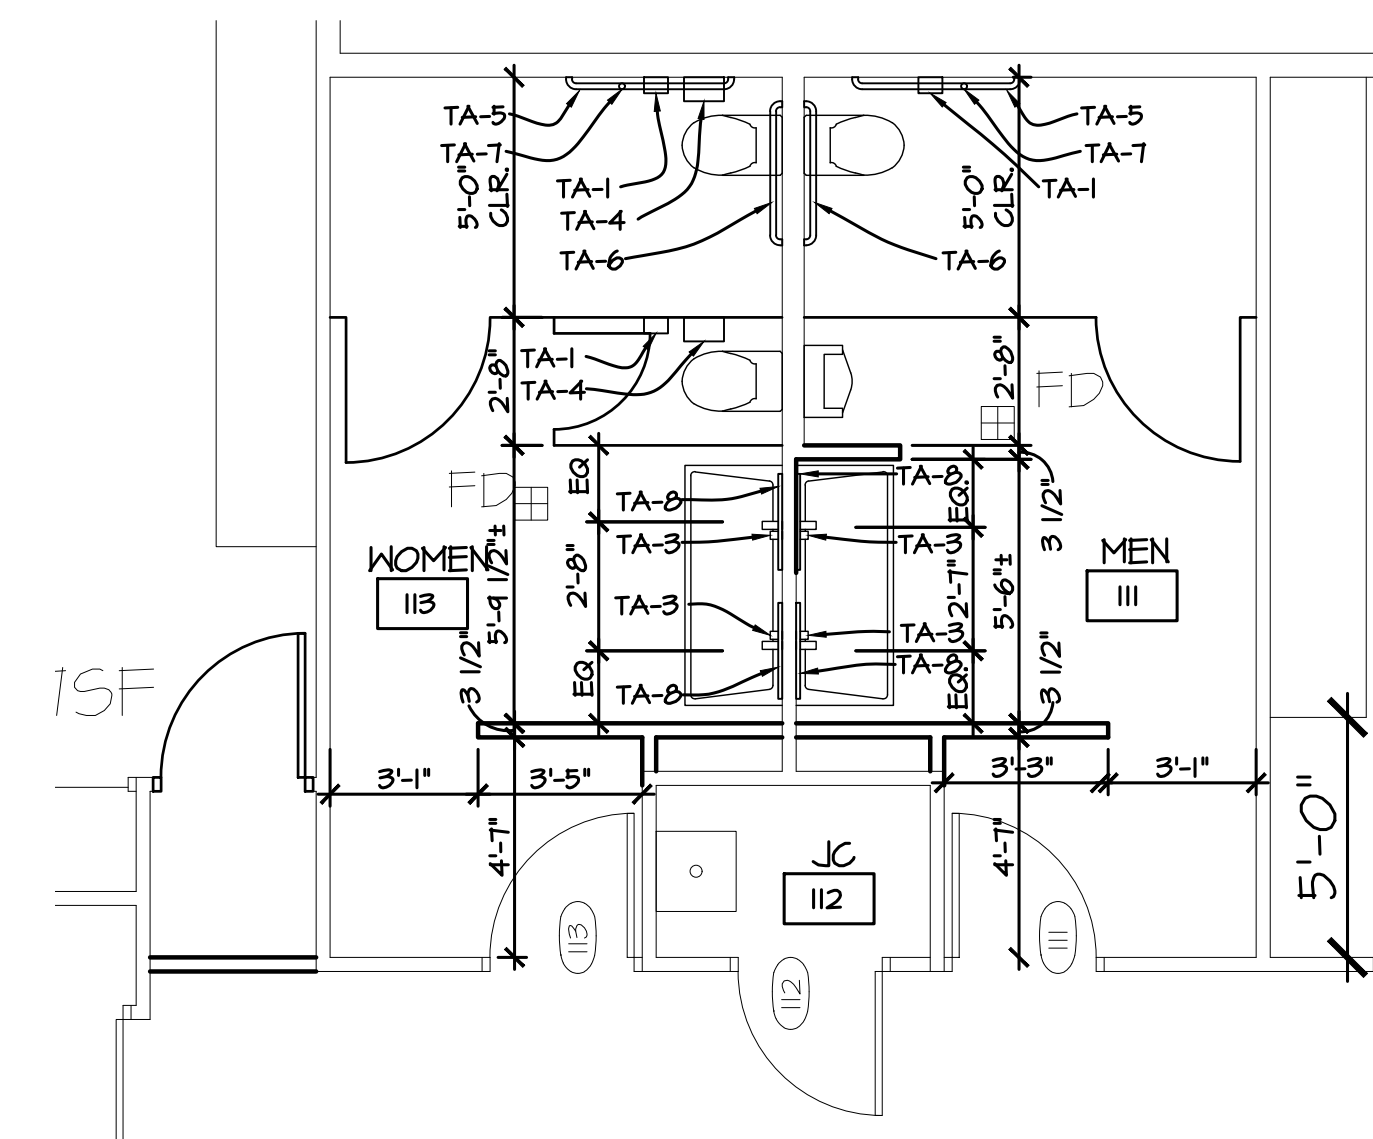 TA-5
TA-5
TA-7
TA-7
TA-1
TA-1
5'-0"
CLR.
5'-0"
CLR.
TA-4
TA-6
TA-6
TA-1
2'-8"
TA-4
2'-8"
FD
FD
EQ
TA-8
TA-8
EQ.
3 1/2"
TA-3
TA-3
WOMEN
113
5'-9 1/2"±
2'-8"
2'-7"
5'-6"±
MEN
111
TA-3
TA-3
3 1/2"
EQ
TA-8
TA-8
EQ.
3 1/2"
ISF
3'-1"
3'-5"
3'-3"
3'-1"
5'-0"
4'-7"
4'-7"
JC
112
113
111
112